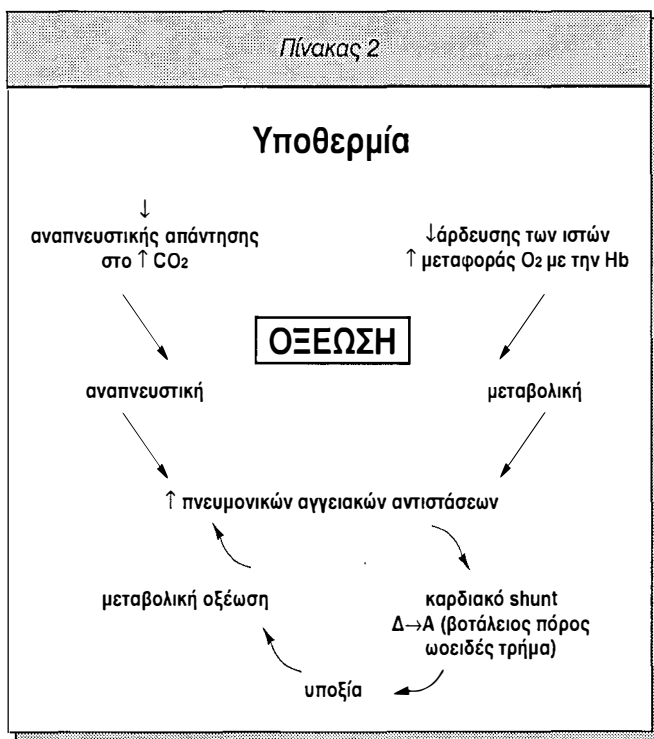 Πίνακας 2
Υποθερμία
↓
αναπνευστικής απάντησης
στο ↑ CO₂
↓άρδευσης των ιστών
↑ μεταφοράς O₂ με την Hb
ΟΞΕΩΣΗ
αναπνευστική
μεταβολική
↑ πνευμονικών αγγειακών αντιστάσεων
μεταβολική οξέωση
καρδιακό shunt
Δ→Α (βοτάλειος πόρος
ωοειδές τρήμα)
υποξία